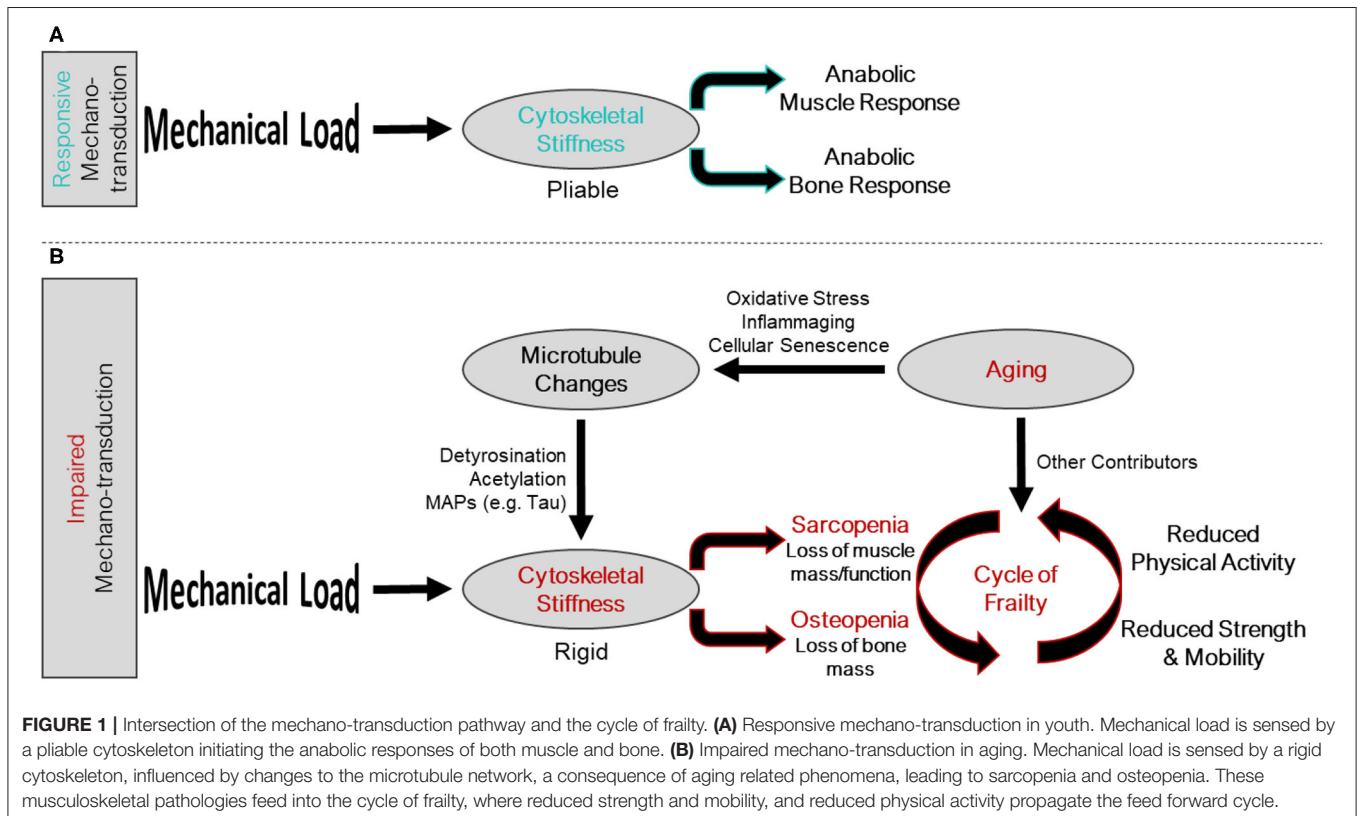 A
Responsive
Mechano-
transduction
Mechanical Load
Cytoskeletal
Stiffness
Pliable
Anabolic
Muscle Response
Anabolic
Bone Response
B
Impaired
Mechano-transduction
Oxidative Stress
Inflammaging
Cellular Senescence
Microtubule
Changes
Aging
Detyrosination
Acetylation
MAPs (e.g. Tau)
Other Contributors
Mechanical Load
Cytoskeletal
Stiffness
Rigid
Sarcopenia
Loss of muscle
mass/function
Osteopenia
Loss of bone
mass
Cycle of
Frailty
Reduced
Physical Activity
Reduced Strength
& Mobility
FIGURE 1 | Intersection of the mechano-transduction pathway and the cycle of frailty. (A) Responsive mechano-transduction in youth. Mechanical load is sensed by
a pliable cytoskeleton initiating the anabolic responses of both muscle and bone. (B) Impaired mechano-transduction in aging. Mechanical load is sensed by a rigid
cytoskeleton, influenced by changes to the microtubule network, a consequence of aging related phenomena, leading to sarcopenia and osteopenia. These
musculoskeletal pathologies feed into the cycle of frailty, where reduced strength and mobility, and reduced physical activity propagate the feed forward cycle.